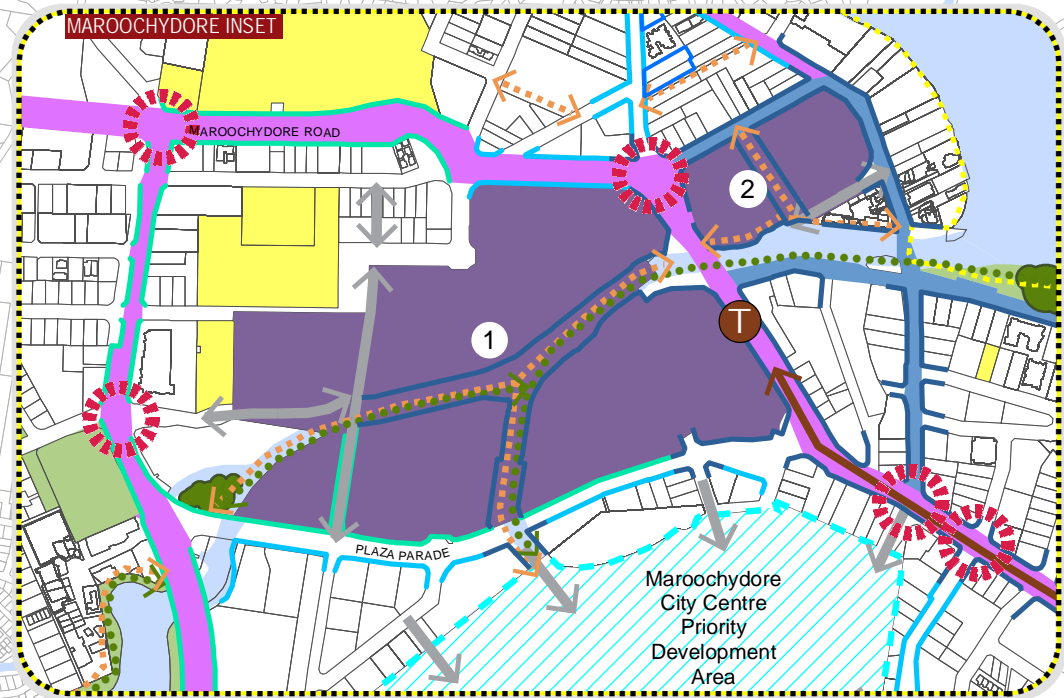 MAROOCHYDORE INSET
MAROOCHYDORE ROAD
2
1
T
PLAZA PARADE
Maroochydore
City Centre
Priority
Development
Area